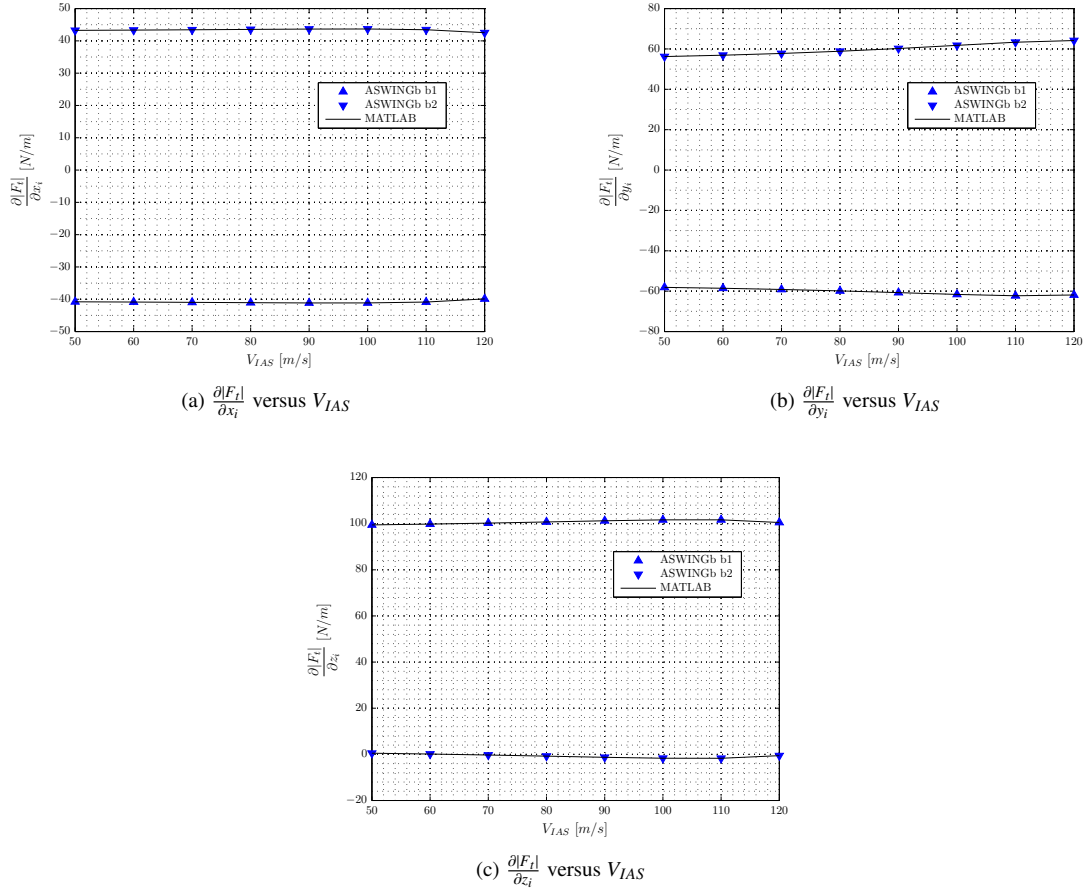 50
40
30
20
10
0
−10
−20
−30
−40
−50
∂|F_t|/∂x_i [N/m]
ASWINGb b1
ASWINGb b2
MATLAB
50 60 70 80 90 100 110 120
V_IAS [m/s]
(a) ∂|F_t|/∂x_i versus V_IAS
80
60
40
20
0
−20
−40
−60
−80
∂|F_t|/∂y_i [N/m]
ASWINGb b1
ASWINGb b2
MATLAB
50 60 70 80 90 100 110 120
V_IAS [m/s]
(b) ∂|F_t|/∂y_i versus V_IAS
120
100
80
60
40
20
0
−20
∂|F_t|/∂z_i [N/m]
ASWINGb b1
ASWINGb b2
MATLAB
50 60 70 80 90 100 110 120
V_IAS [m/s]
(c) ∂|F_t|/∂z_i versus V_IAS